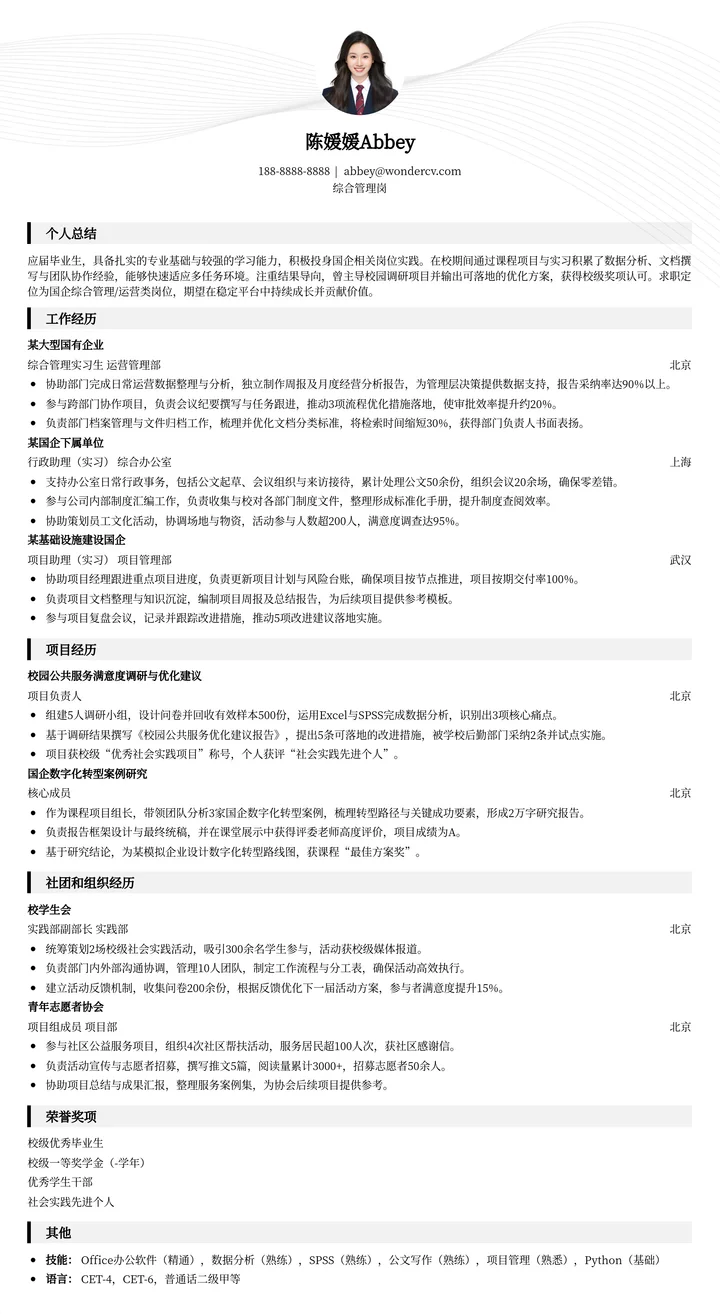 陈媛媛Abbey
188-8888-8888 | abbey@wondercv.com
综合管理岗
个人总结
应届毕业生，具备扎实的专业基础与较强的学习能力，积极投身国企相关岗位实践。在校期间通过课程项目与实习积累了数据分析、文档撰
写与团队协作经验，能够快速适应多任务环境。注重结果导向，曾主导校园调研项目并输出可落地的优化方案，获得校级奖项认可。求职定
位为国企综合管理/运营类岗位，期望在稳定平台中持续成长并贡献价值。
工作经历
某大型国有企业
综合管理实习生 运营管理部 北京
• 协助部门完成日常运营数据整理与分析，独立制作周报及月度经营分析报告，为管理层决策提供数据支持，报告采纳率达90%以上。
• 参与跨部门协作项目，负责会议纪要撰写与任务跟进，推动3项流程优化措施落地，使审批效率提升约20%。
• 负责部门档案管理与文件归档工作，梳理并优化文档分类标准，将检索时间缩短30%，获得部门负责人书面表扬。
某国企下属单位
行政助理（实习） 综合办公室 上海
• 支持办公室日常行政事务，包括公文起草、会议组织与来访接待，累计处理公文50余份，组织会议20余场，确保零差错。
• 参与公司内部制度汇编工作，负责收集与校对各部门制度文件，整理形成标准化手册，提升制度查阅效率。
• 协助策划员工文化活动，协调场地与物资，活动参与人数超200人，满意度调查达95%。
某基础设施建设国企
项目助理（实习） 项目管理部 武汉
• 协助项目经理跟进重点项目进度，负责更新项目计划与风险台账，确保项目按节点推进，项目按期交付率100%。
• 负责项目文档整理与知识沉淀，编制项目周报及总结报告，为后续项目提供参考模板。
• 参与项目复盘会议，记录并跟踪改进措施，推动5项改进建议落地实施。
项目经历
校园公共服务满意度调研与优化建议
项目负责人 北京
• 组建5人调研小组，设计问卷并回收有效样本500份，运用Excel与SPSS完成数据分析，识别出3项核心痛点。
• 基于调研结果撰写《校园公共服务优化建议报告》，提出5条可落地的改进措施，被学校后勤部门采纳2条并试点实施。
• 项目获校级“优秀社会实践项目”称号，个人获评“社会实践先进个人”。
国企数字化转型案例研究
核心成员 北京
• 作为课程项目组长，带领团队分析3家国企数字化转型案例，梳理转型路径与关键成功要素，形成2万字研究报告。
• 负责报告框架设计与最终统稿，并在课堂展示中获得评委老师高度评价，项目成绩为A。
• 基于研究结论，为某模拟企业设计数字化转型路线图，获课程“最佳方案奖”。
社团和组织经历
校学生会
实践部副部长 实践部 北京
• 统筹策划2场校级社会实践活动，吸引300余名学生参与，活动获校级媒体报道。
• 负责部门内外部沟通协调，管理10人团队，制定工作流程与分工表，确保活动高效执行。
• 建立活动反馈机制，收集问卷200余份，根据反馈优化下一届活动方案，参与者满意度提升15%。
青年志愿者协会
项目组成员 项目部 北京
• 参与社区公益服务项目，组织4次社区帮扶活动，服务居民超100人次，获社区感谢信。
• 负责活动宣传与志愿者招募，撰写推文5篇，阅读量累计3000+，招募志愿者50余人。
• 协助项目总结与成果汇报，整理服务案例集，为协会后续项目提供参考。
荣誉奖项
校级优秀毕业生
校级一等奖学金（-学年）
优秀学生干部
社会实践先进个人
其他
• 技能： Office办公软件（精通），数据分析（熟练），SPSS（熟练），公文写作（熟练），项目管理（熟悉），Python（基础）
• 语言： CET-4，CET-6，普通话二级甲等